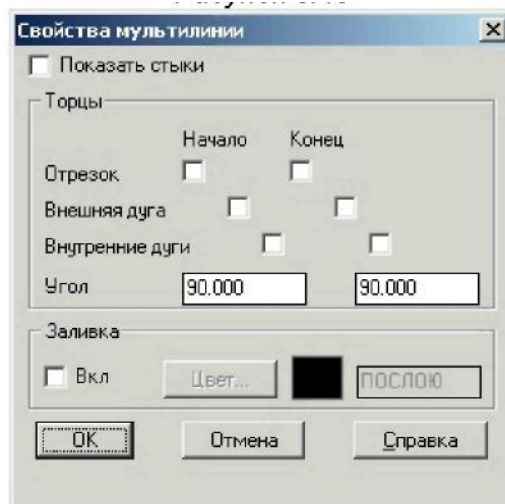 Свойства мультилинии
Показать стыки
Торцы
Начало Конец
Отрезок
Внешняя дуга
Внутренние дуги
Угол 90.000 90.000
Заливка
Вкл Цвет... ПОСЛОЮ
OK Отмена Справка